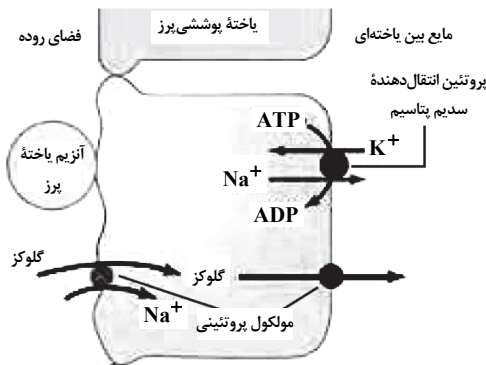 مایع بین یاخته‌ای
یاختهٔ پوششی‌پرز
فضای روده
پروتئین انتقال‌دهندهٔ
سدیم پتاسیم
ATP
K+
Na+
ADP
آنزیم یاختهٔ
پرز
گلوکز
گلوکز
Na+
مولکول پروتئینی